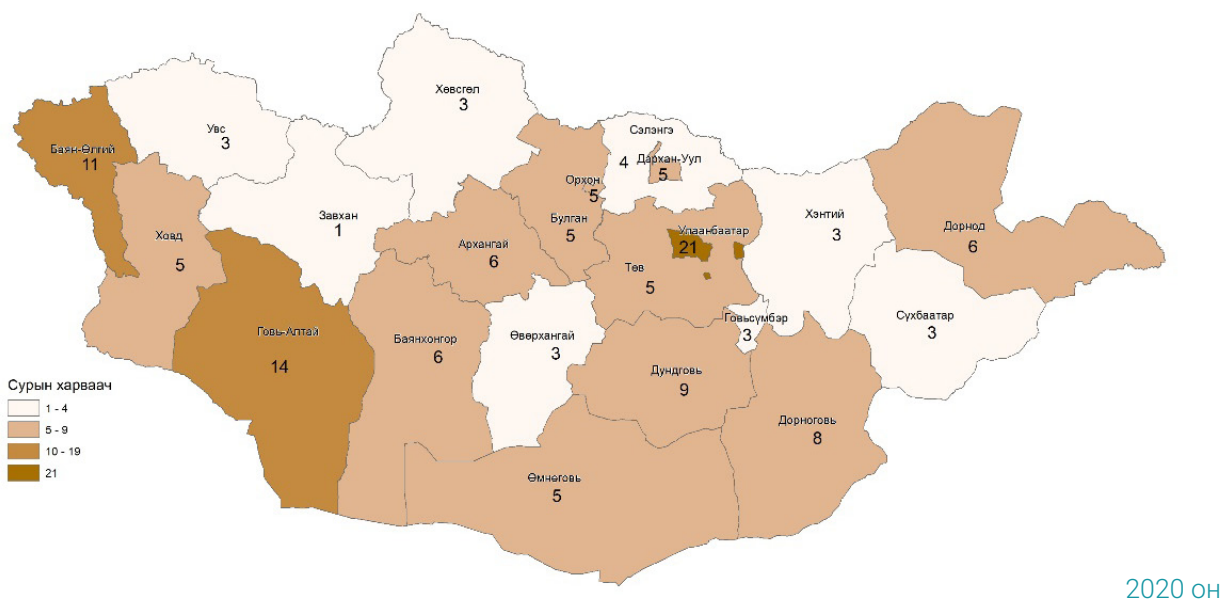 Хөвсгөл
3
Увс
3
Баян-Өлгий
11
Сэлэнгэ
4
Дархан-Уул
5
Орхон
5
Завхан
1
Булган
5
Архангай
6
Ховд
5
Улаанбаатар
21
Хэнтий
3
Дорнод
6
Төв
5
Говь-Алтай
14
Баянхонгор
6
Өвөрхангай
3
Говьсүмбэр
3
Сүхбаатар
3
Дундговь
9
Дорноговь
8
Өмнөговь
5
Сурын харваач
1 - 4
5 - 9
10 - 19
21
2020 он